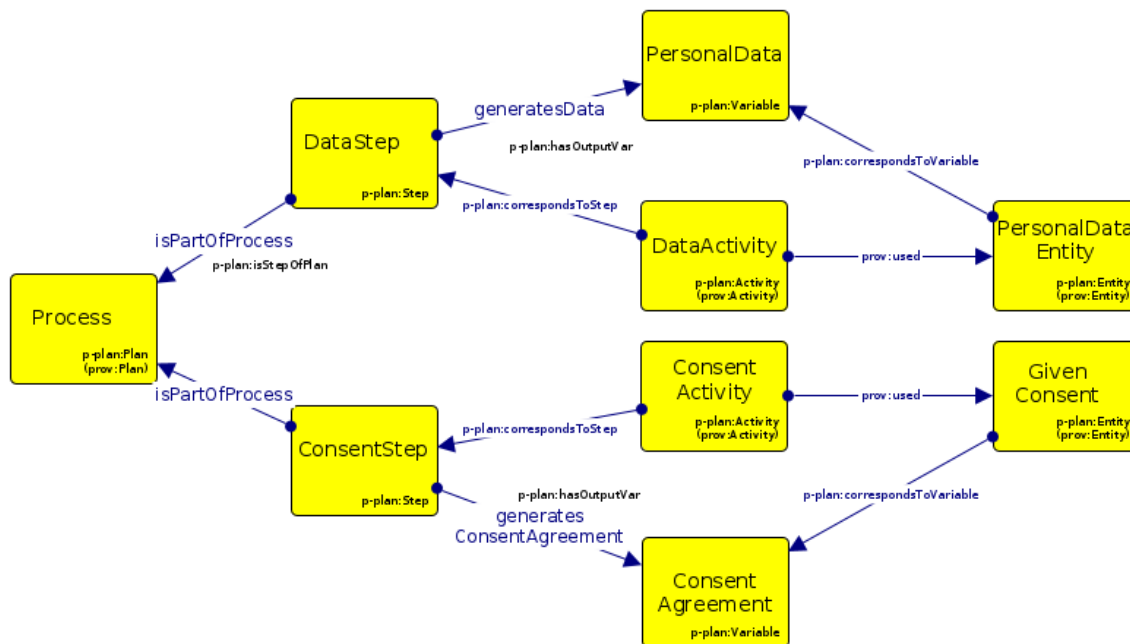 PersonalData
p-plan:Variable
generatesData
p-plan:hasOutputVar
DataStep
p-plan:Step
p-plan:correspondsToVariable
p-plan:correspondsToStep
DataActivity
p-plan:Activity
(prov:Activity)
prov:used
PersonalData
Entity
p-plan:Entity
(prov:Entity)
isPartOfProcess
p-plan:isStepOfPlan
Process
p-plan:Plan
(prov:Plan)
isPartOfProcess
Consent
Activity
p-plan:Activity
(prov:Activity)
prov:used
Given
Consent
p-plan:Entity
(prov:Entity)
ConsentStep
p-plan:Step
p-plan:correspondsToStep
p-plan:hasOutputVar
generates
ConsentAgreement
p-plan:correspondsToVariable
Consent
Agreement
p-plan:Variable